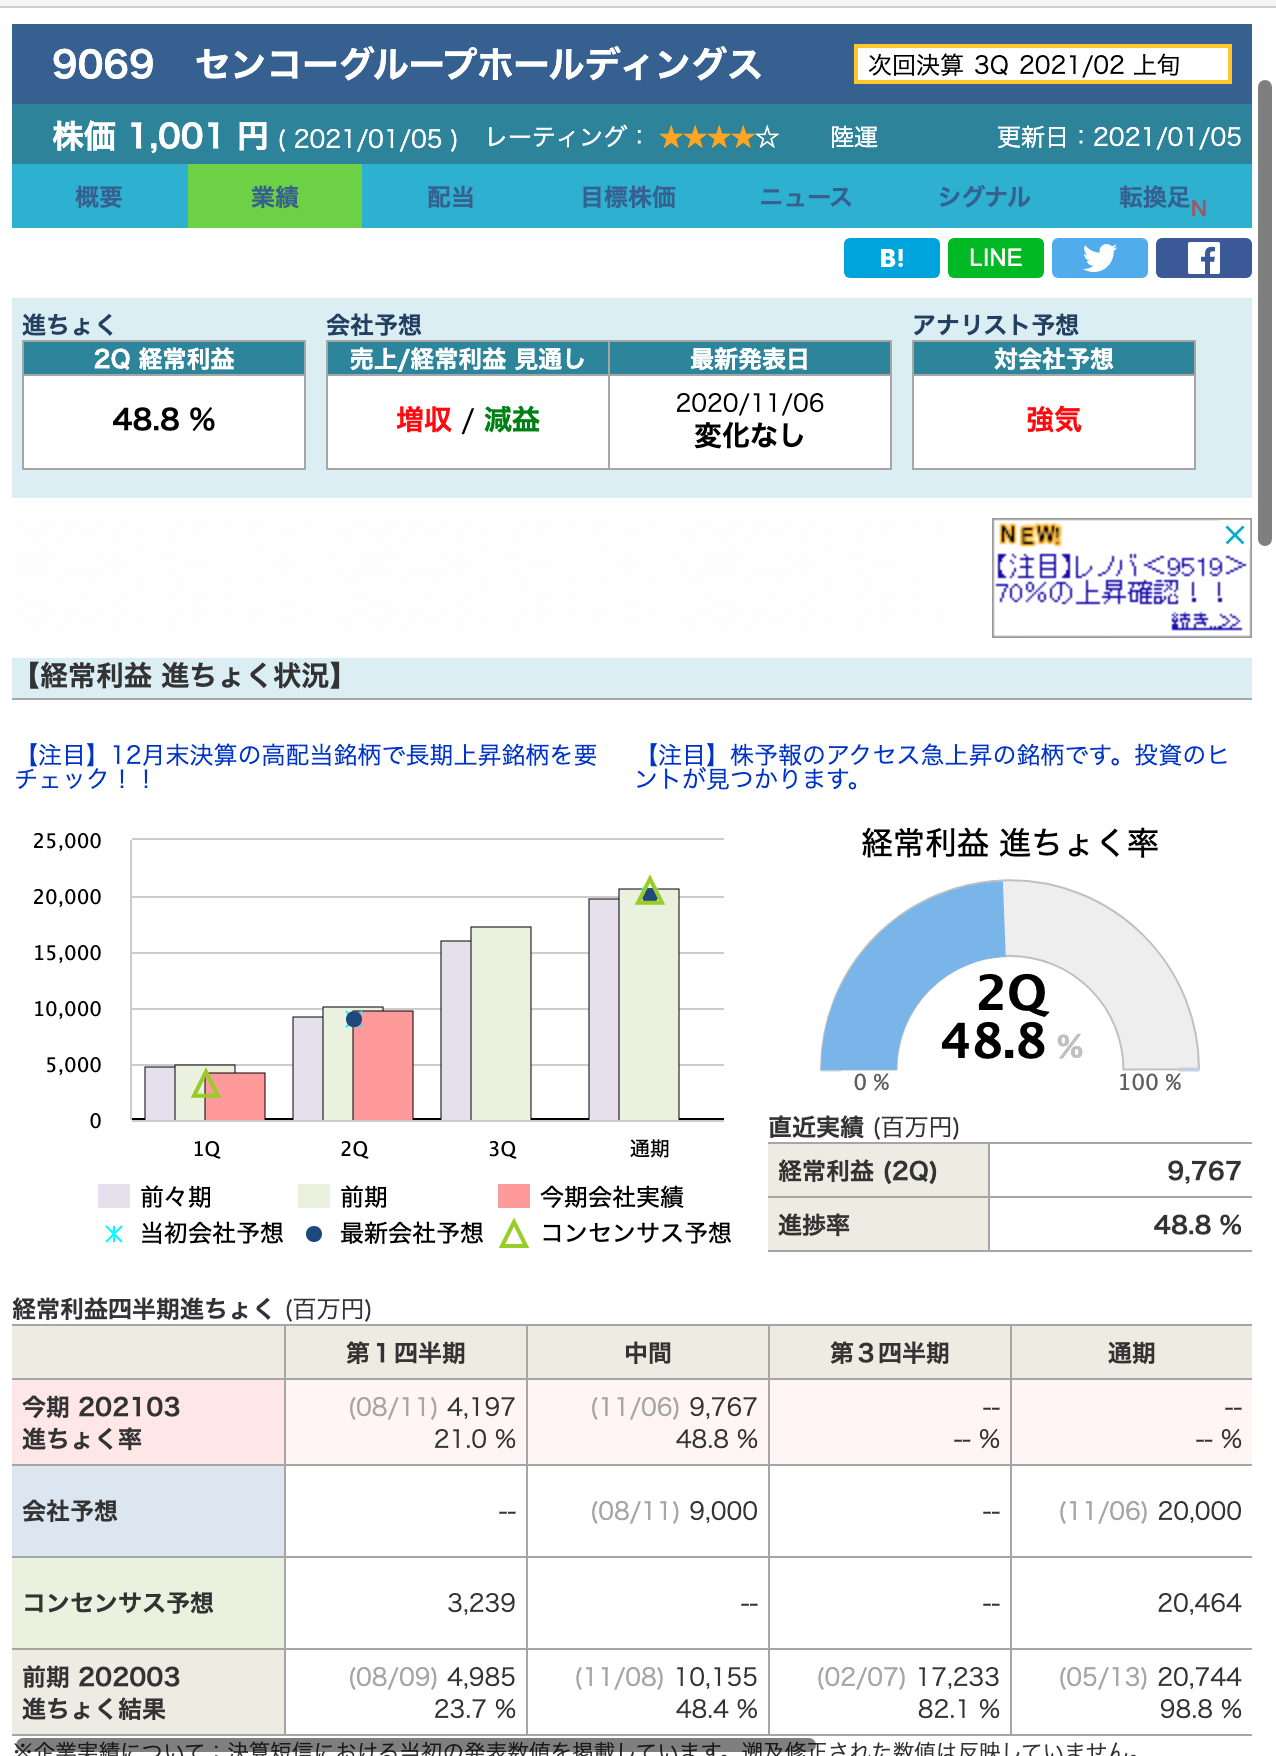 9069　センコーグループホールディングス
次回決算 3Q 2021/02 上旬
株価 1,001 円 ( 2021/01/05 )　レーティング： ★★★★☆　陸運　更新日：2021/01/05
概要　業績　配当　目標株価　ニュース　シグナル　転換足N
B!　LINE
進ちょく
2Q 経常利益
48.8 %
会社予想
売上/経常利益 見通し　最新発表日
増収 / 減益　2020/11/06
変化なし
アナリスト予想
対会社予想
強気
NEW!
【注目】レノバ<9519>
70%の上昇確認！！
続き..>>
【経常利益 進ちょく状況】
【注目】12月末決算の高配当銘柄で長期上昇銘柄を要
チェック！！
【注目】株予報のアクセス急上昇の銘柄です。投資のヒ
ントが見つかります。
25,000
20,000
15,000
10,000
5,000
0
1Q　2Q　3Q　通期
前々期　前期　今期会社実績
当初会社予想　最新会社予想　コンセンサス予想
経常利益 進ちょく率
2Q
48.8 %
0 %　100 %
直近実績 (百万円)
経常利益 (2Q)　9,767
進捗率　48.8 %
経常利益四半期進ちょく (百万円)
第１四半期　中間　第３四半期　通期
今期 202103　(08/11) 4,197　(11/06) 9,767　--　--
進ちょく率　21.0 %　48.8 %　-- %　-- %
会社予想　--　(08/11) 9,000　--　(11/06) 20,000
コンセンサス予想　3,239　--　--　20,464
前期 202003　(08/09) 4,985　(11/08) 10,155　(02/07) 17,233　(05/13) 20,744
進ちょく結果　23.7 %　48.4 %　82.1 %　98.8 %
※企業実績について：決算短信における当初の発表数値を掲載しています。遡及修正された数値は反映していません。